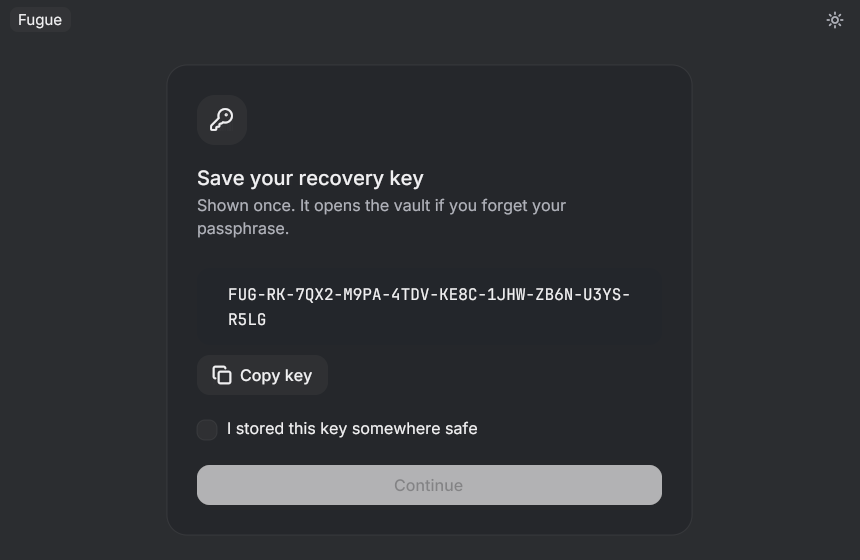 Fugue
Save your recovery key
Shown once. It opens the vault if you forget your
passphrase.
FUG-RK-7QX2-M9PA-4TDV-KE8C-1JHW-ZB6N-U3YS-
R5LG
Copy key
I stored this key somewhere safe
Continue